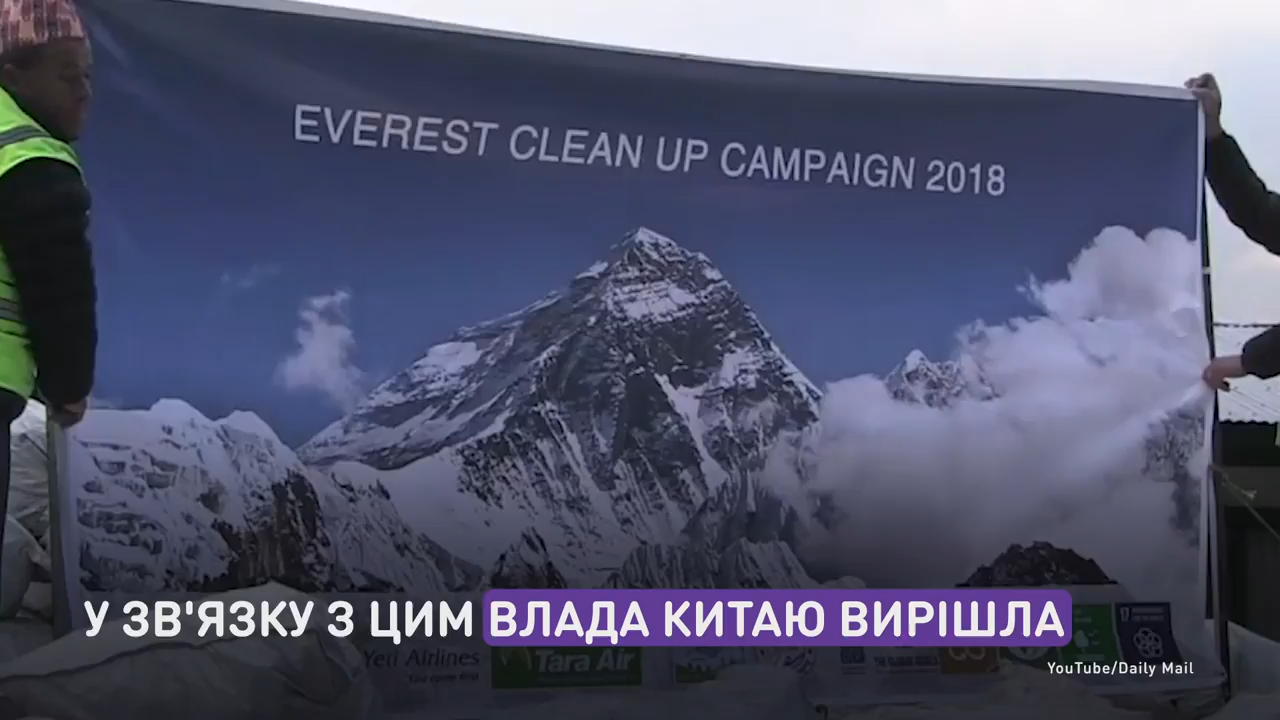 EVEREST CLEAN UP CAMPAIGN 2018
У ЗВ'ЯЗКУ З ЦИМ ВЛАДА КИТАЮ ВИРІШЛА
Yeti Airlines
Tara Air
YouTube/Daily Mail